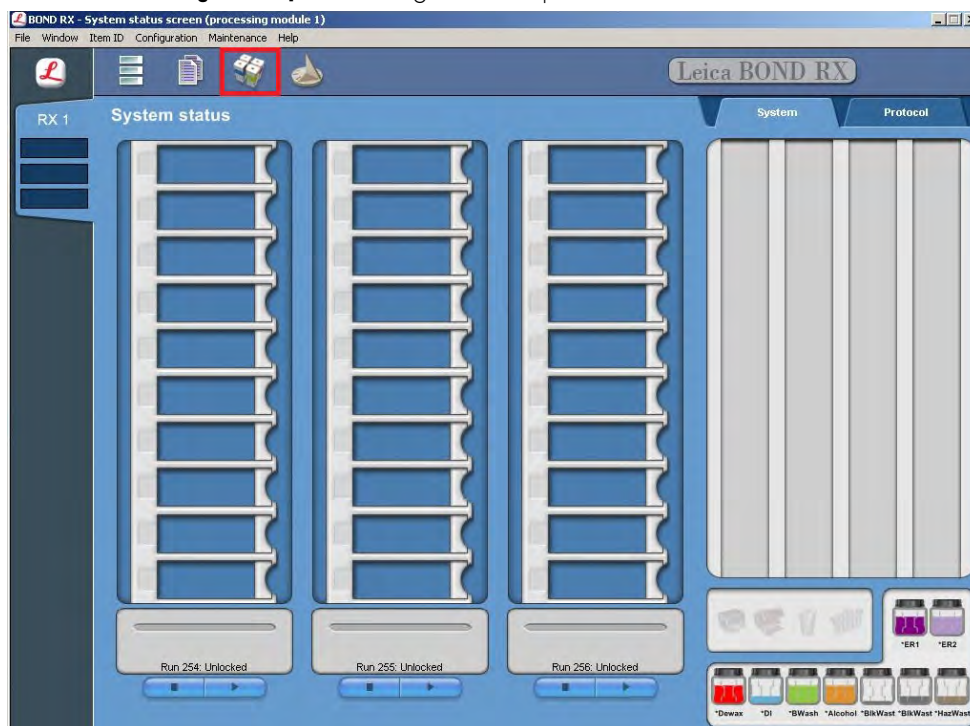 BOND RX - System status screen (processing module 1)
File Window Item ID Configuration Maintenance Help
Leica BOND RX
RX 1
System status
System
Protocol
*ER1 *ER2
Run 254: Unlocked
Run 255: Unlocked
Run 256: Unlocked
*Dewax *DI *BWash *Alcohol *BlkWast *BlkWast *HazWast